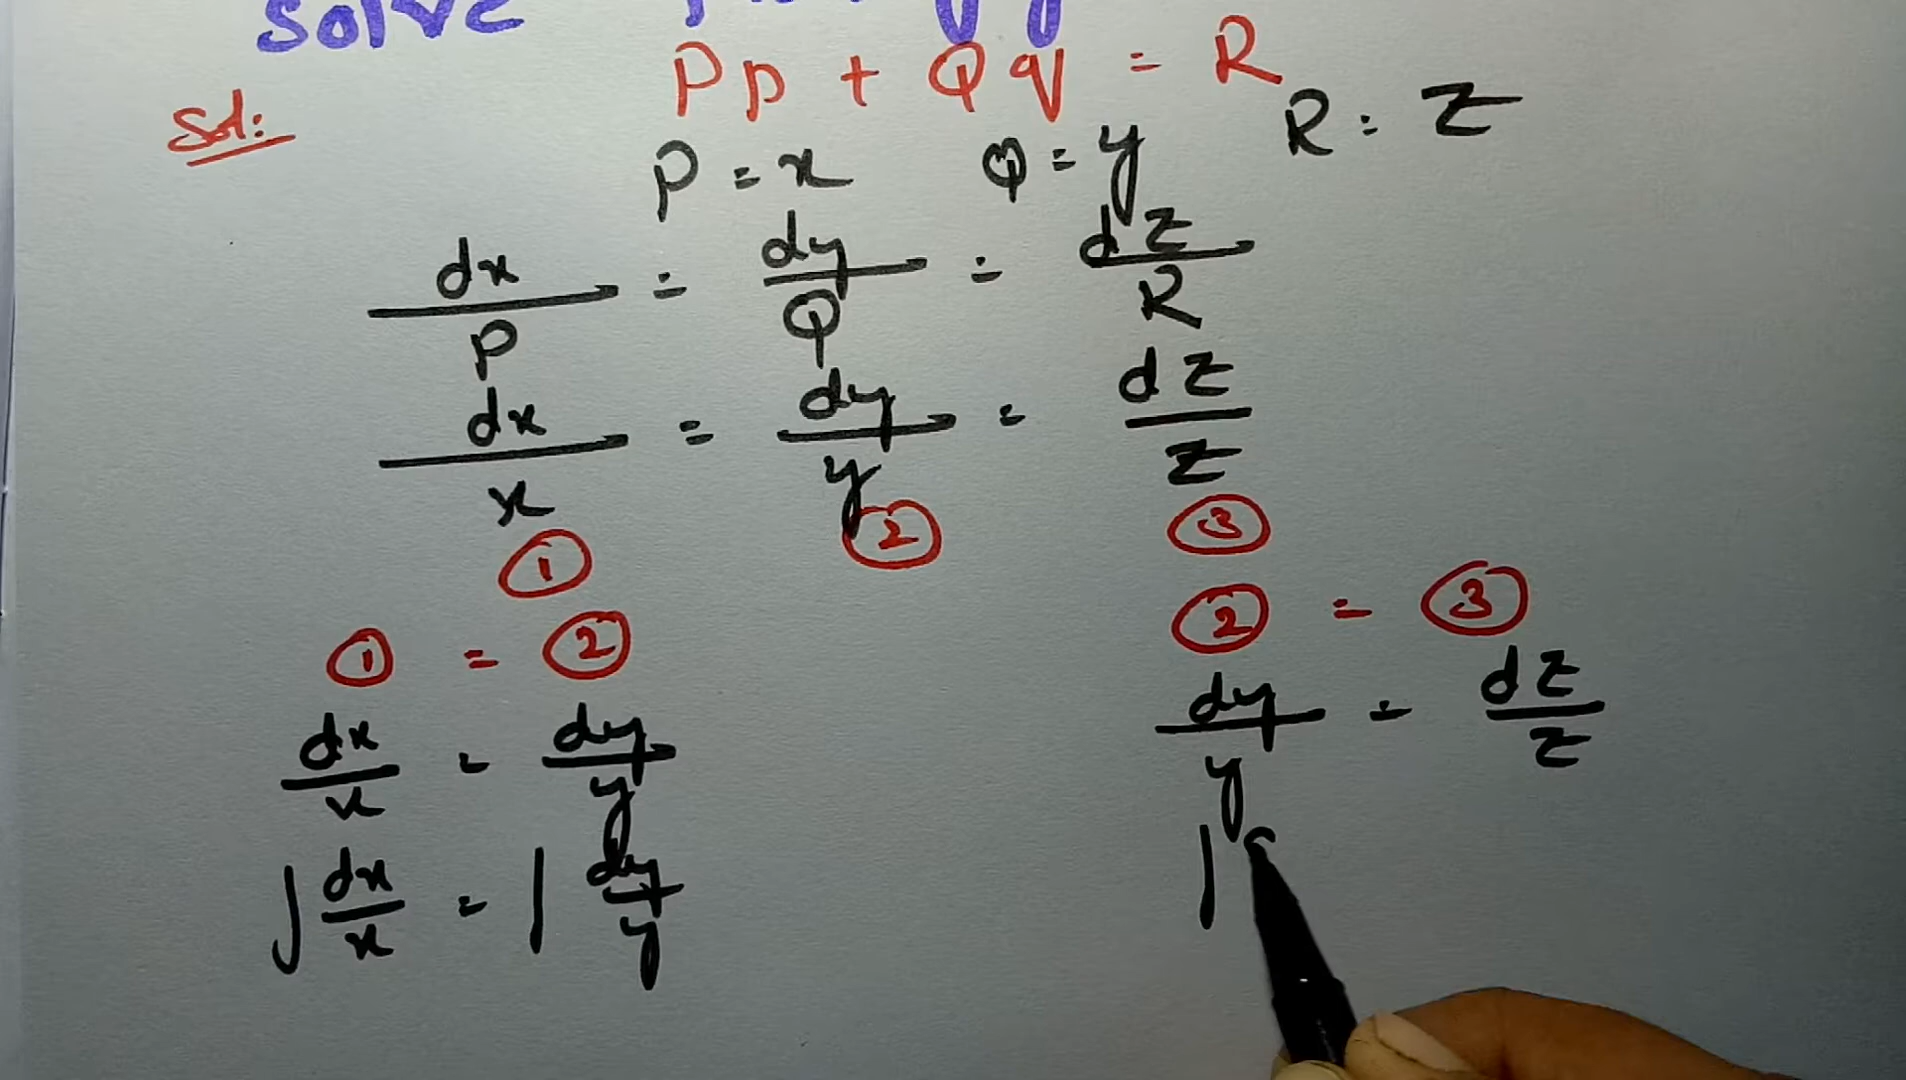 Solve
Pp + Qq = R
Sol:
P = x Q = y R = z
dx/P = dy/Q = dz/R
dx/x = dy/y = dz/z
① ② ③
① = ② ② = ③
dx/x = dy/y dy/y = dz/z
∫ dx/x = ∫ dy/y ∫